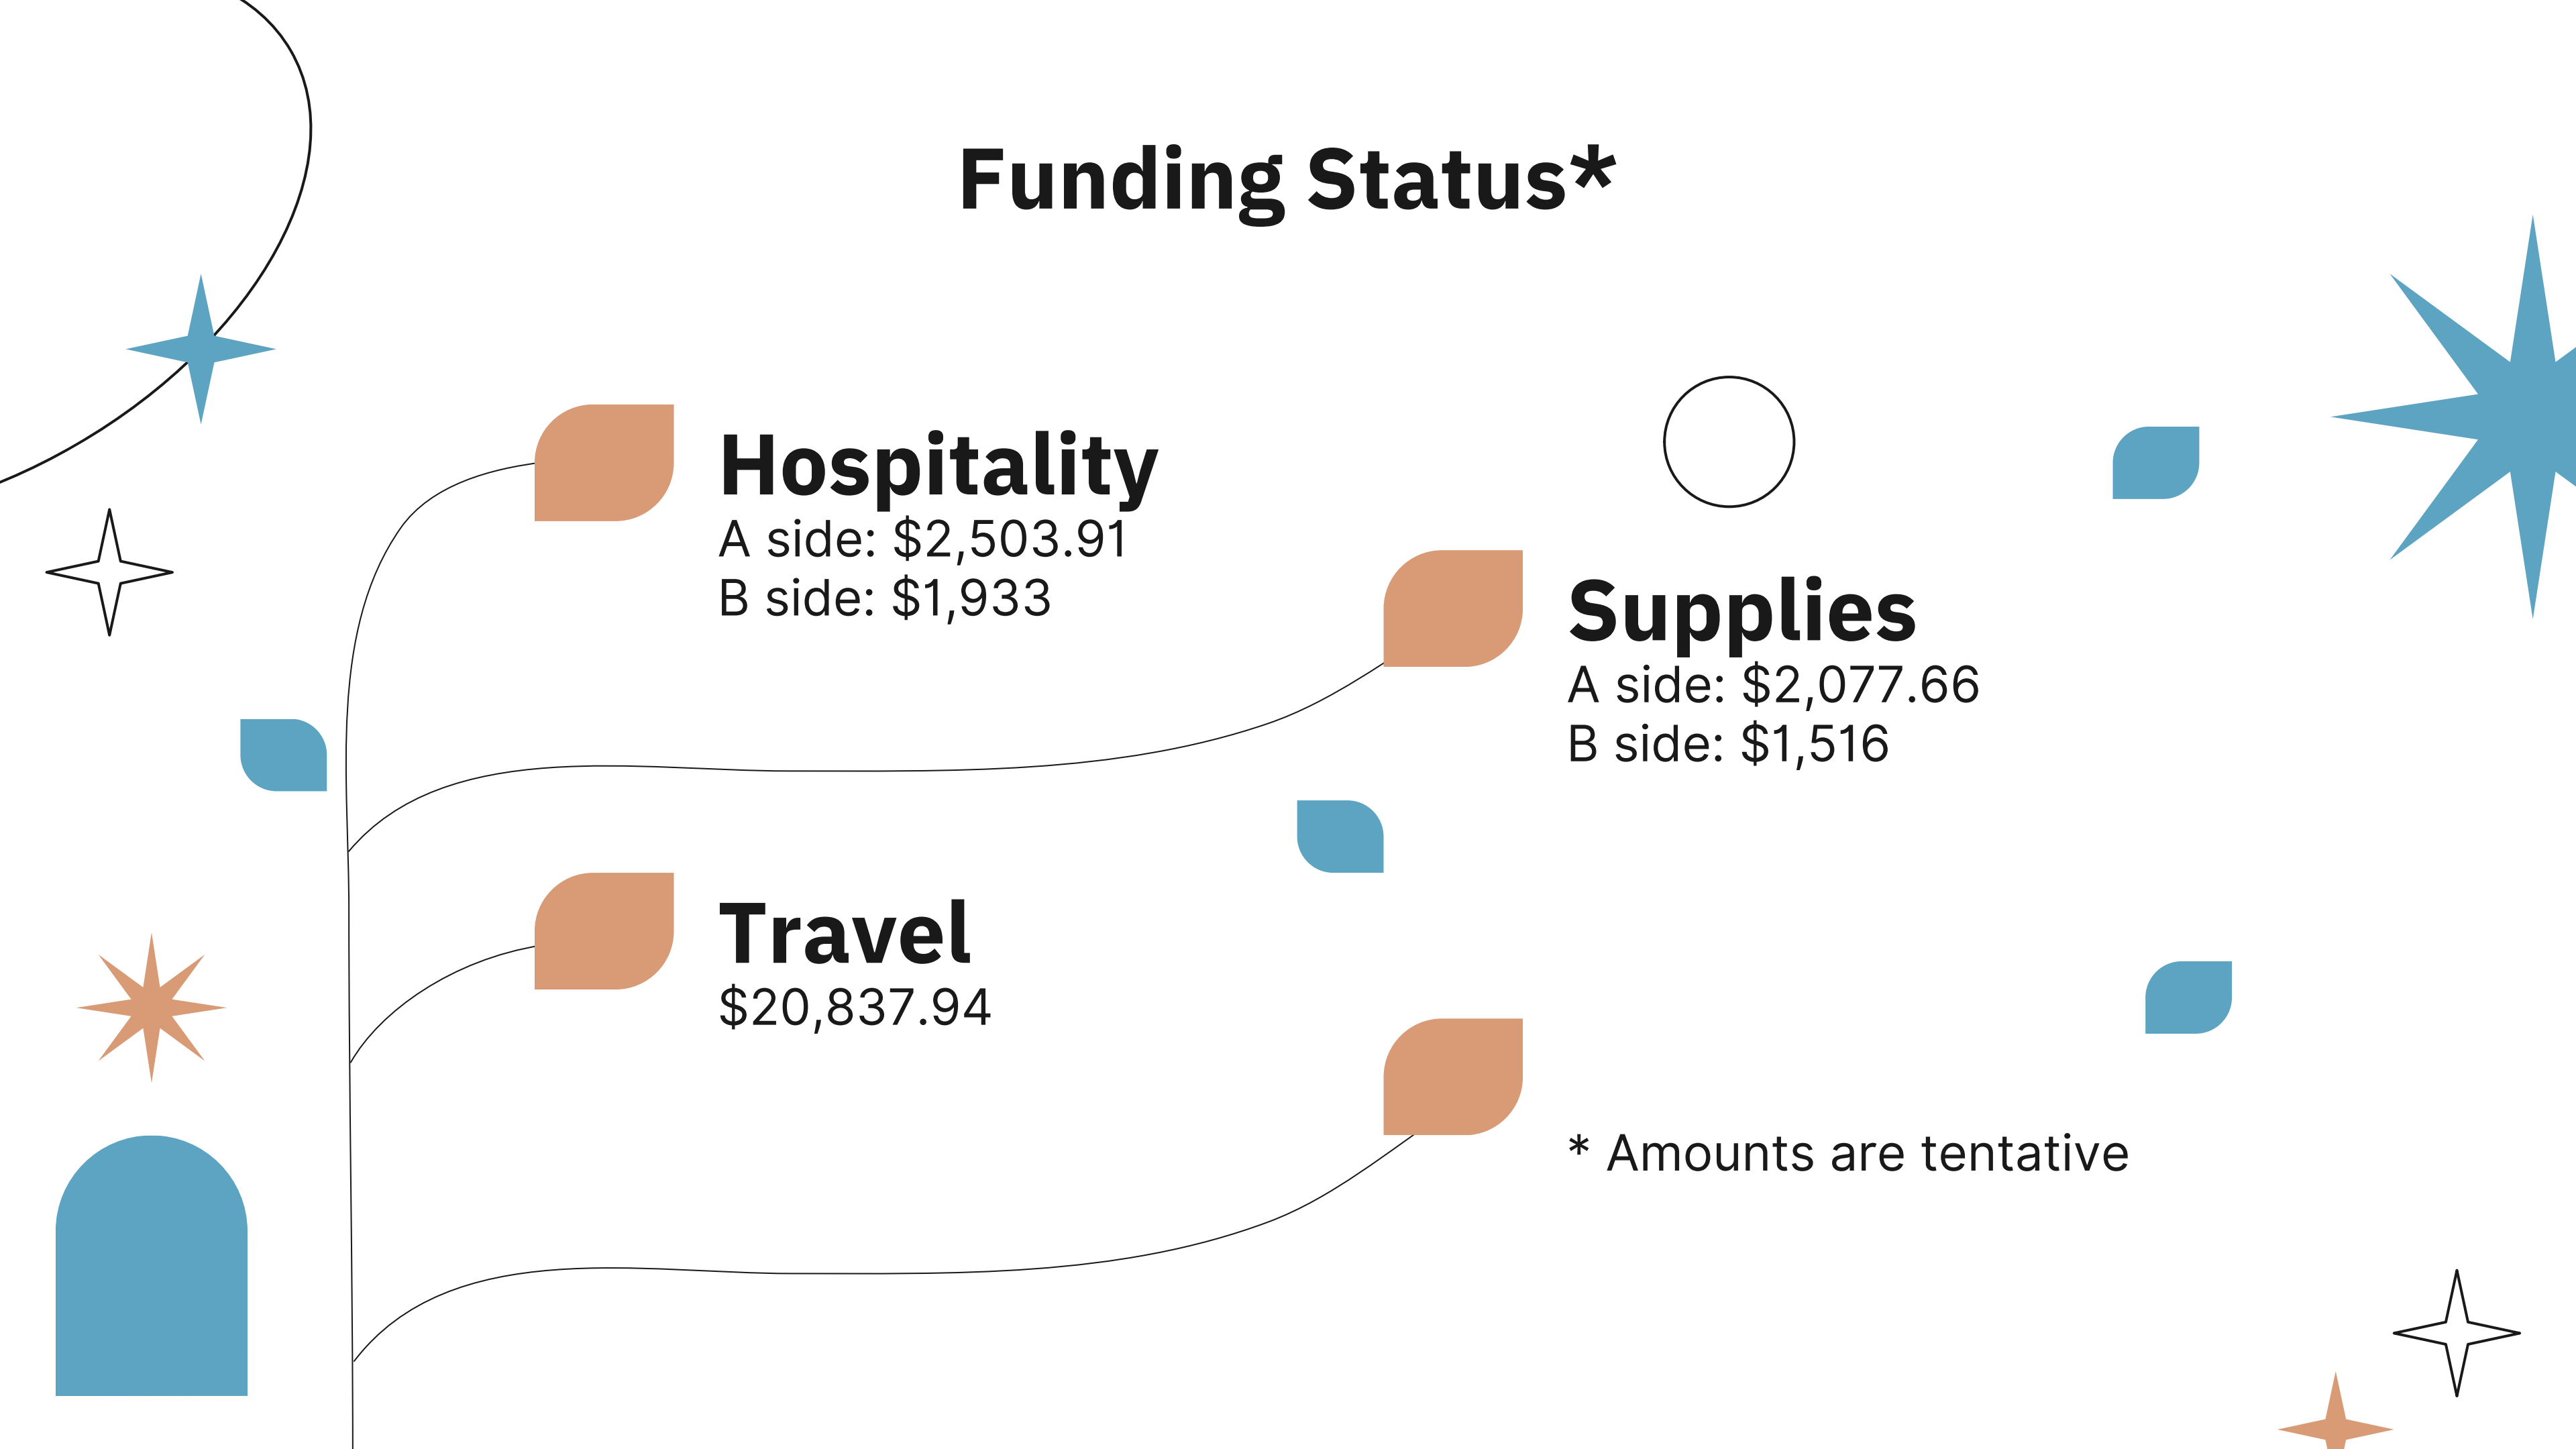 Funding Status*
Hospitality
A side: $2,503.91
B side: $1,933
Supplies
A side: $2,077.66
B side: $1,516
Travel
$20,837.94
* Amounts are tentative